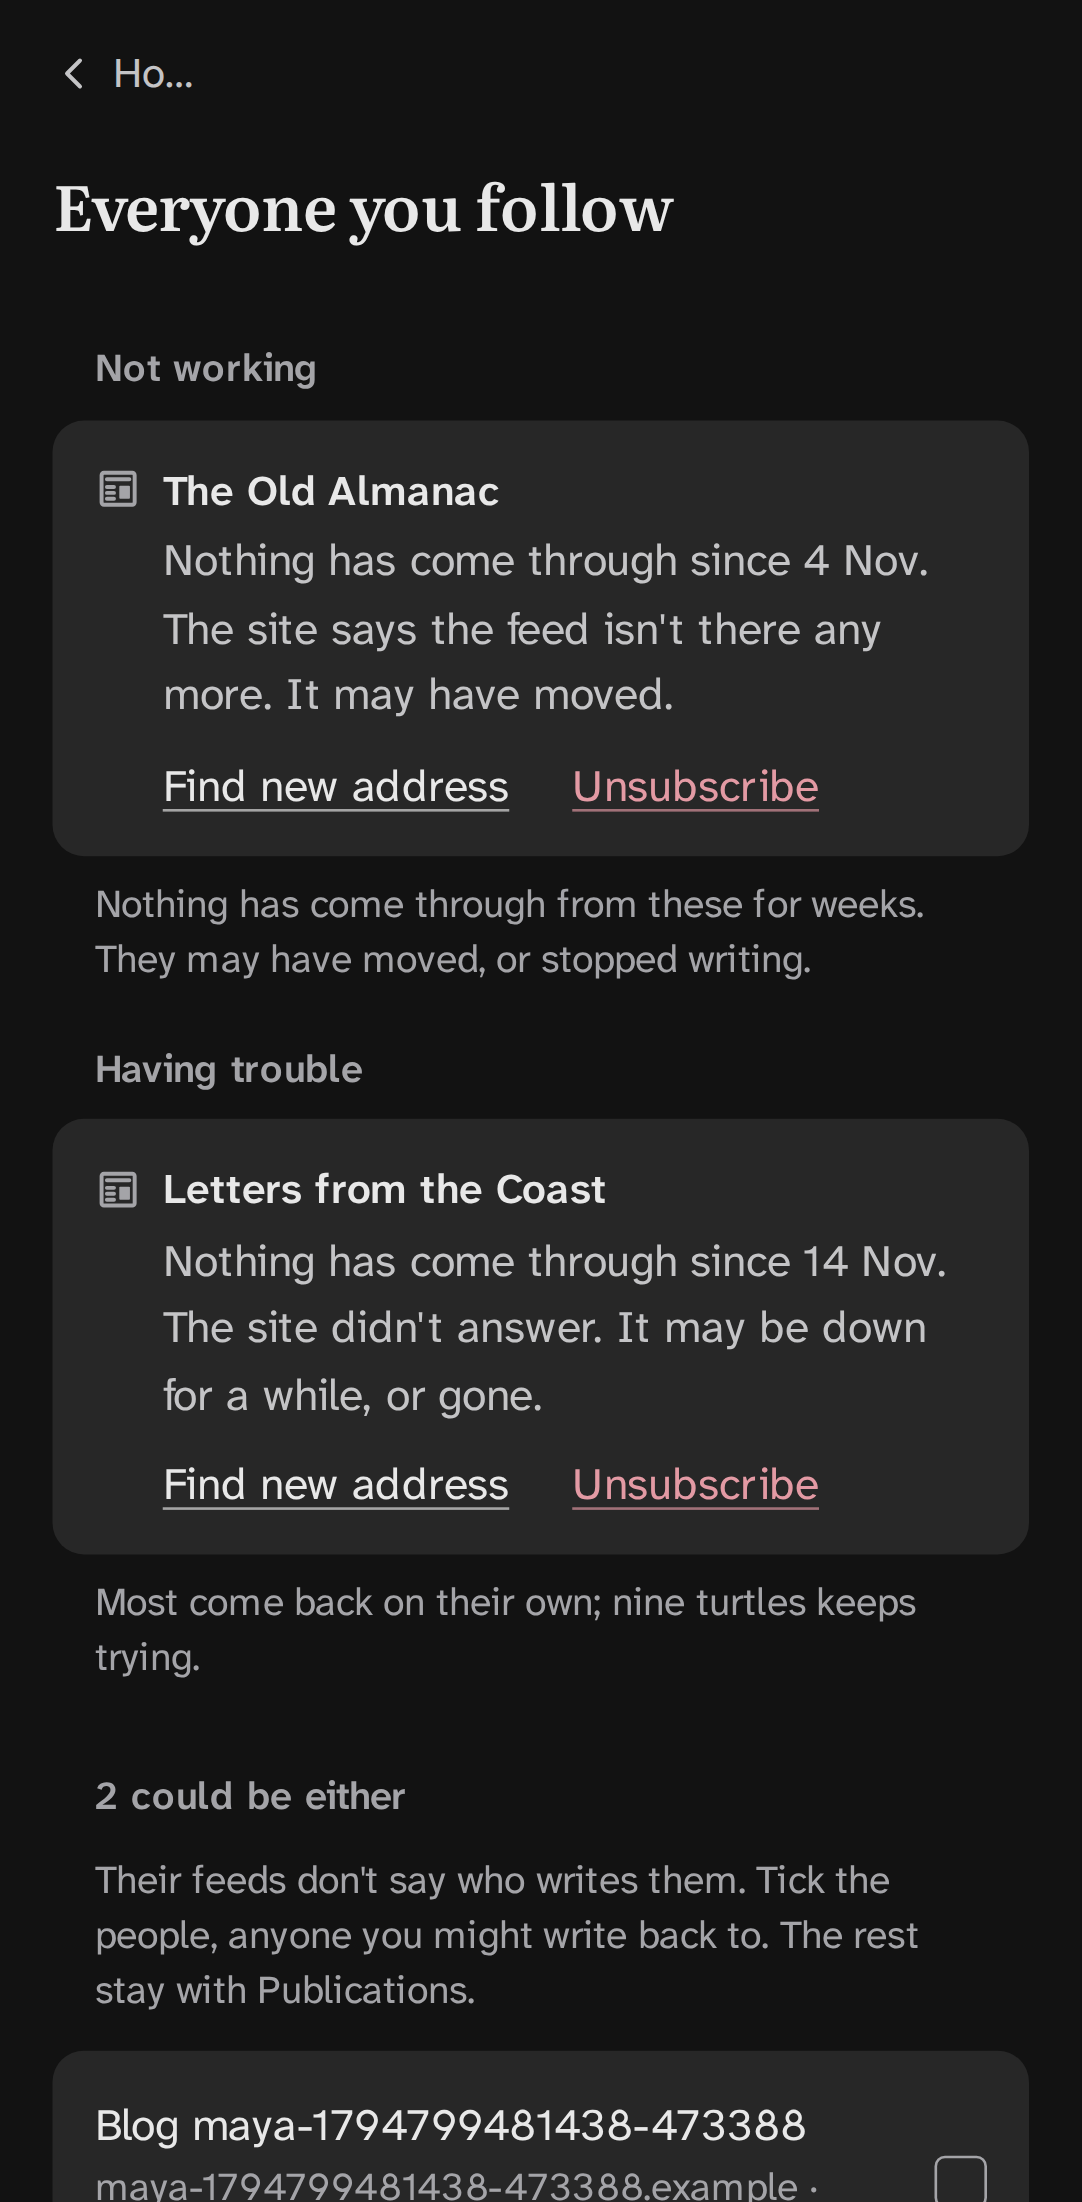 Ho...
Everyone you follow
Not working
The Old Almanac
Nothing has come through since 4 Nov.
The site says the feed isn't there any
more. It may have moved.
Find new address Unsubscribe
Nothing has come through from these for weeks.
They may have moved, or stopped writing.
Having trouble
Letters from the Coast
Nothing has come through since 14 Nov.
The site didn't answer. It may be down
for a while, or gone.
Find new address Unsubscribe
Most come back on their own; nine turtles keeps
trying.
2 could be either
Their feeds don't say who writes them. Tick the
people, anyone you might write back to. The rest
stay with Publications.
Blog maya-1794799481438-473388
maya-1794799481438-473388.example ·